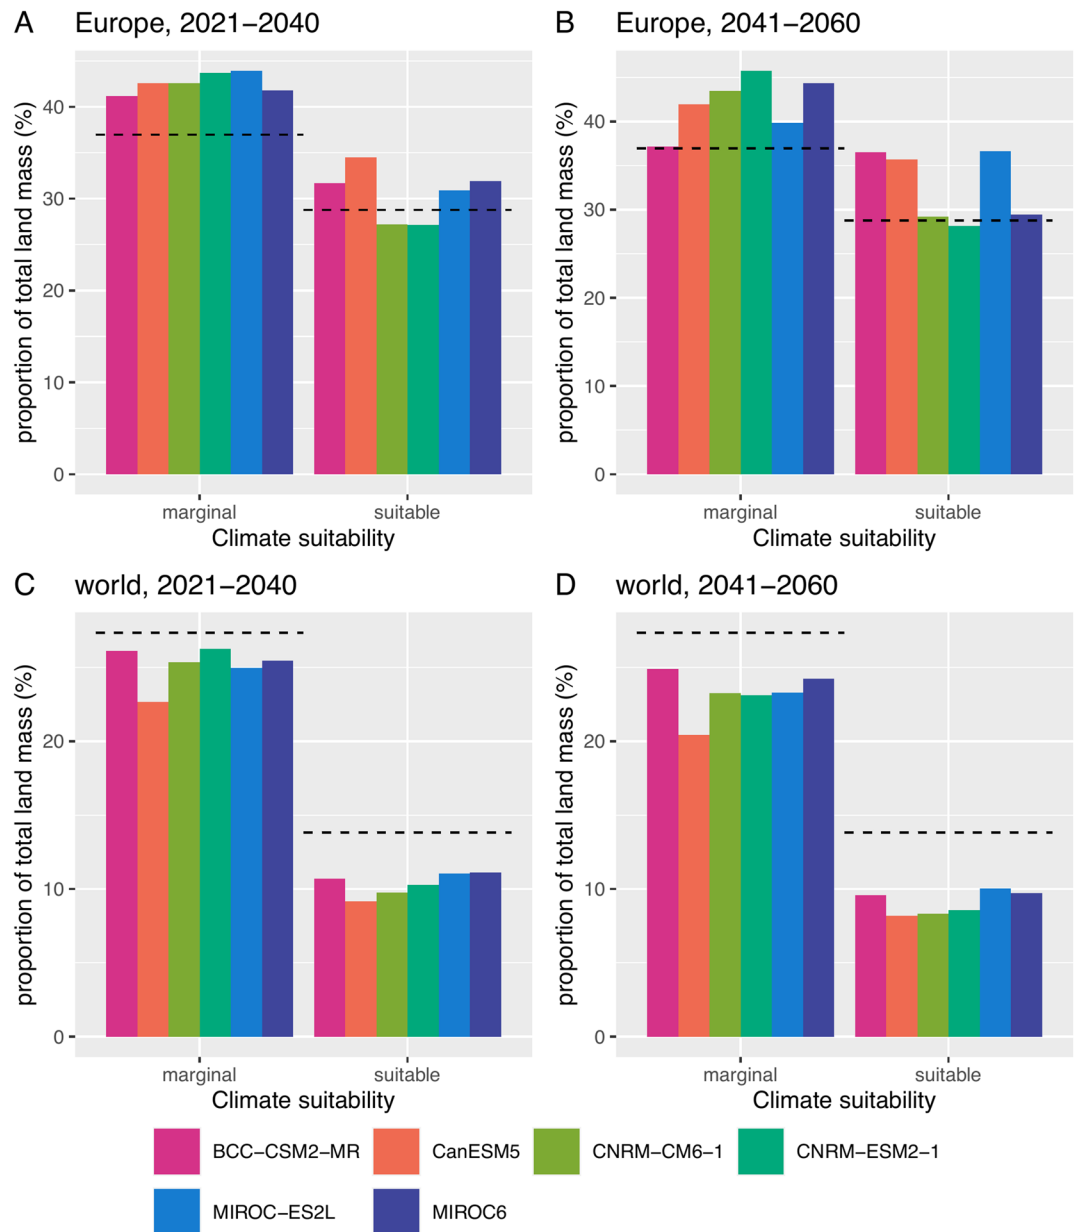 A Europe, 2021−2040
proportion of total land mass (%)
40
30
20
10
0
marginal suitable
Climate suitability
B Europe, 2041−2060
proportion of total land mass (%)
40
30
20
10
0
marginal suitable
Climate suitability
C world, 2021−2040
proportion of total land mass (%)
20
10
0
marginal suitable
Climate suitability
D world, 2041−2060
proportion of total land mass (%)
20
10
0
marginal suitable
Climate suitability
BCC−CSM2−MR CanESM5 CNRM−CM6−1 CNRM−ESM2−1
MIROC−ES2L MIROC6